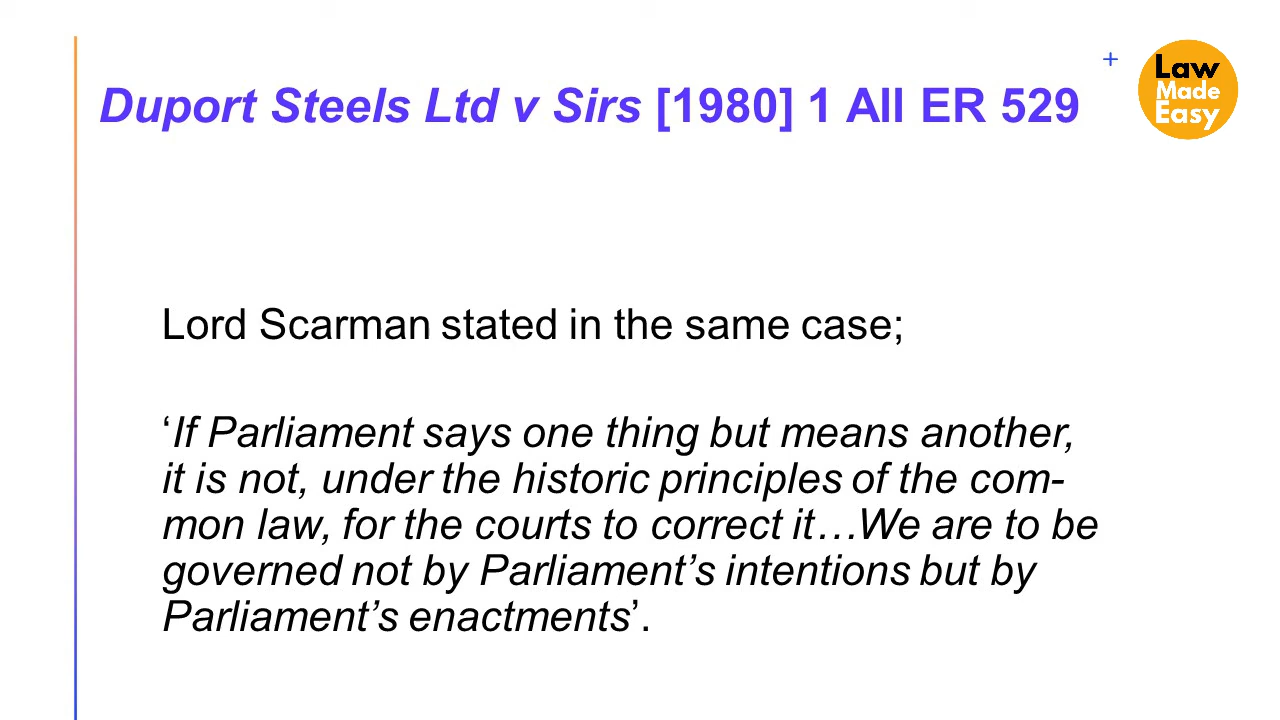 +
Law
Made
Easy
Duport Steels Ltd v Sirs [1980] 1 All ER 529
Lord Scarman stated in the same case;
‘If Parliament says one thing but means another,
it is not, under the historic principles of the com-
mon law, for the courts to correct it…We are to be
governed not by Parliament’s intentions but by
Parliament’s enactments’.